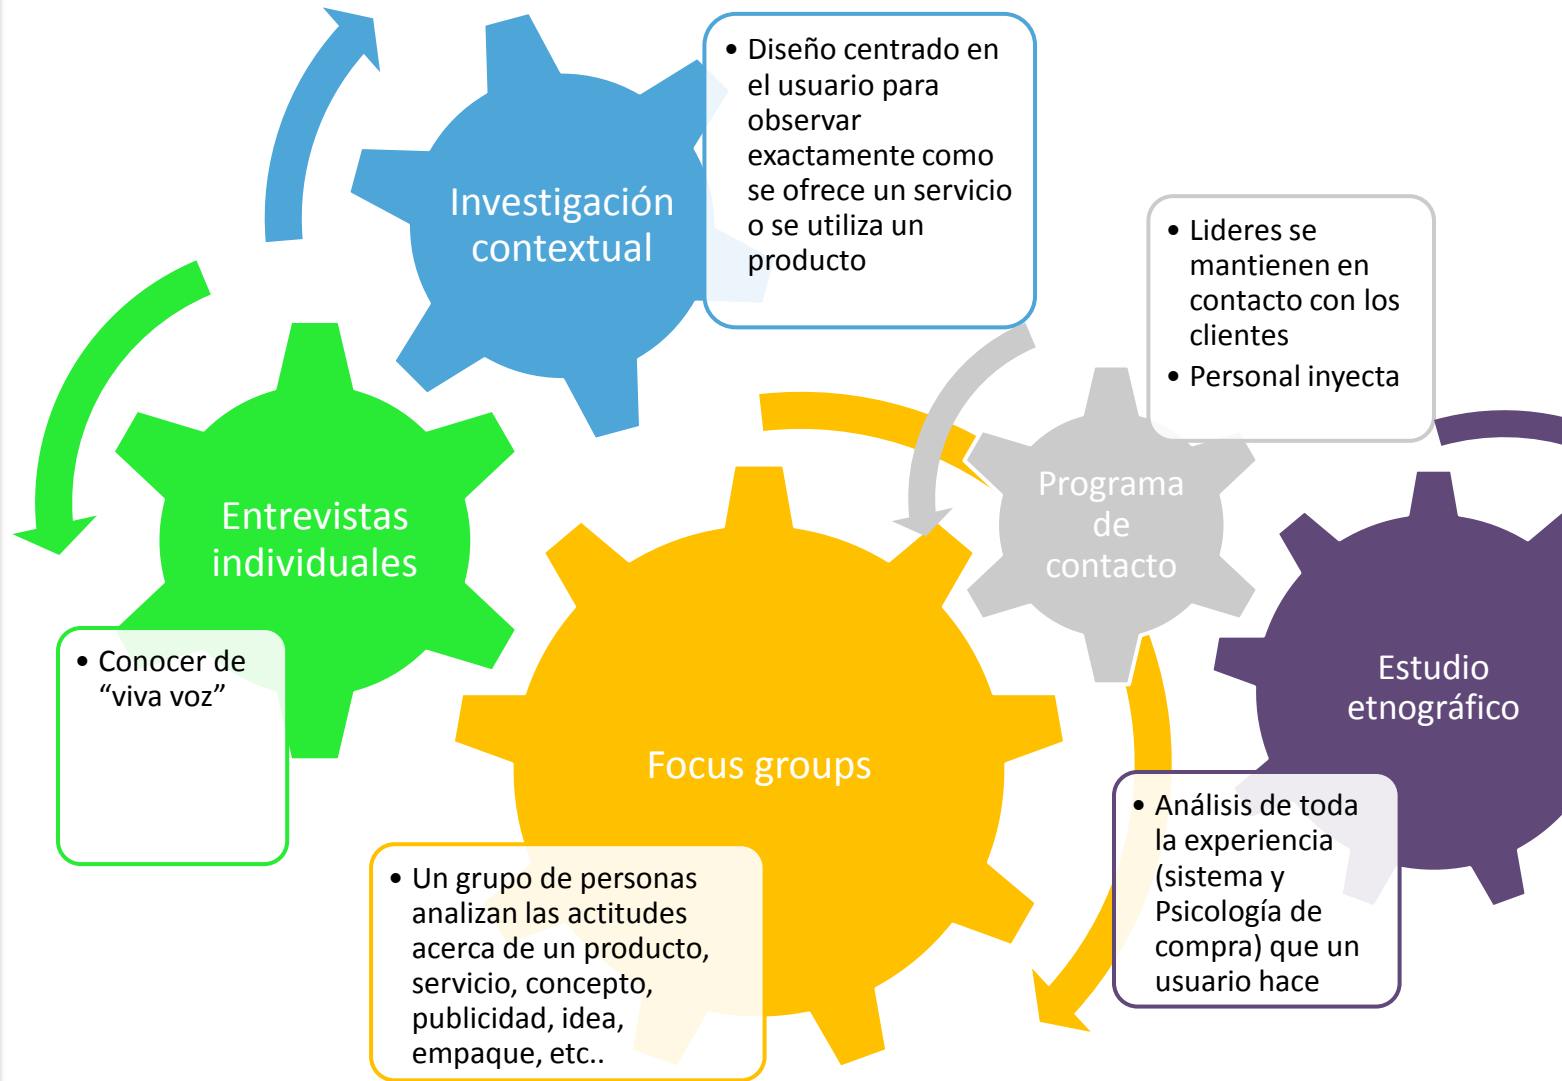 Investigación
contextual
• Diseño centrado en
el usuario para
observar
exactamente como
se ofrece un servicio
o se utiliza un
producto
Entrevistas
individuales
• Conocer de
“viva voz”
Focus groups
• Un grupo de personas
analizan las actitudes
acerca de un producto,
servicio, concepto,
publicidad, idea,
empaque, etc..
Programa
de
contacto
• Lideres se
mantienen en
contacto con los
clientes
• Personal inyecta
Estudio
etnográfico
• Análisis de toda
la experiencia
(sistema y
Psicología de
compra) que un
usuario hace